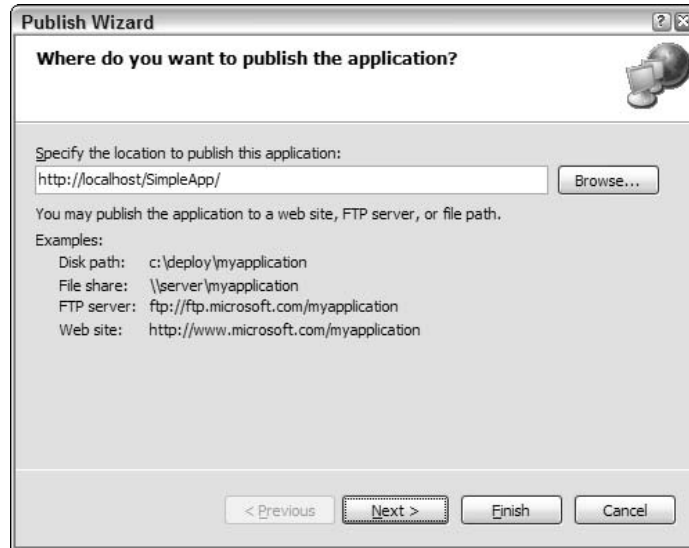 Publish Wizard
Where do you want to publish the application?
Specify the location to publish this application:
http://localhost/SimpleApp/
Browse...
You may publish the application to a web site, FTP server, or file path.
Examples:
Disk path: c:\deploy\myapplication
File share: \\server\myapplication
FTP server: ftp://ftp.microsoft.com/myapplication
Web site: http://www.microsoft.com/myapplication
< Previous Next > Finish Cancel